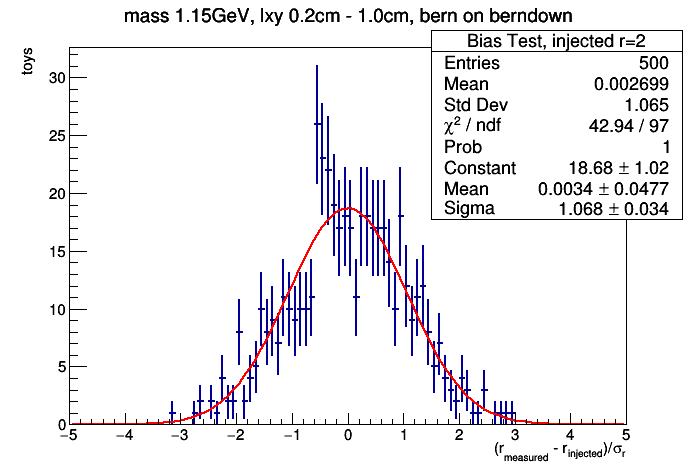 mass 1.15GeV, lxy 0.2cm - 1.0cm, bern on berndown
Bias Test, injected r=2
Entries 500
Mean 0.002699
Std Dev 1.065
χ² / ndf 42.94 / 97
Prob 1
Constant 18.68 ± 1.02
Mean 0.0034 ± 0.0477
Sigma 1.068 ± 0.034
toys
30
25
20
15
10
5
0
−5 −4 −3 −2 −1 0 1 2 3 4 5
(r_measured - r_injected)/σ_r